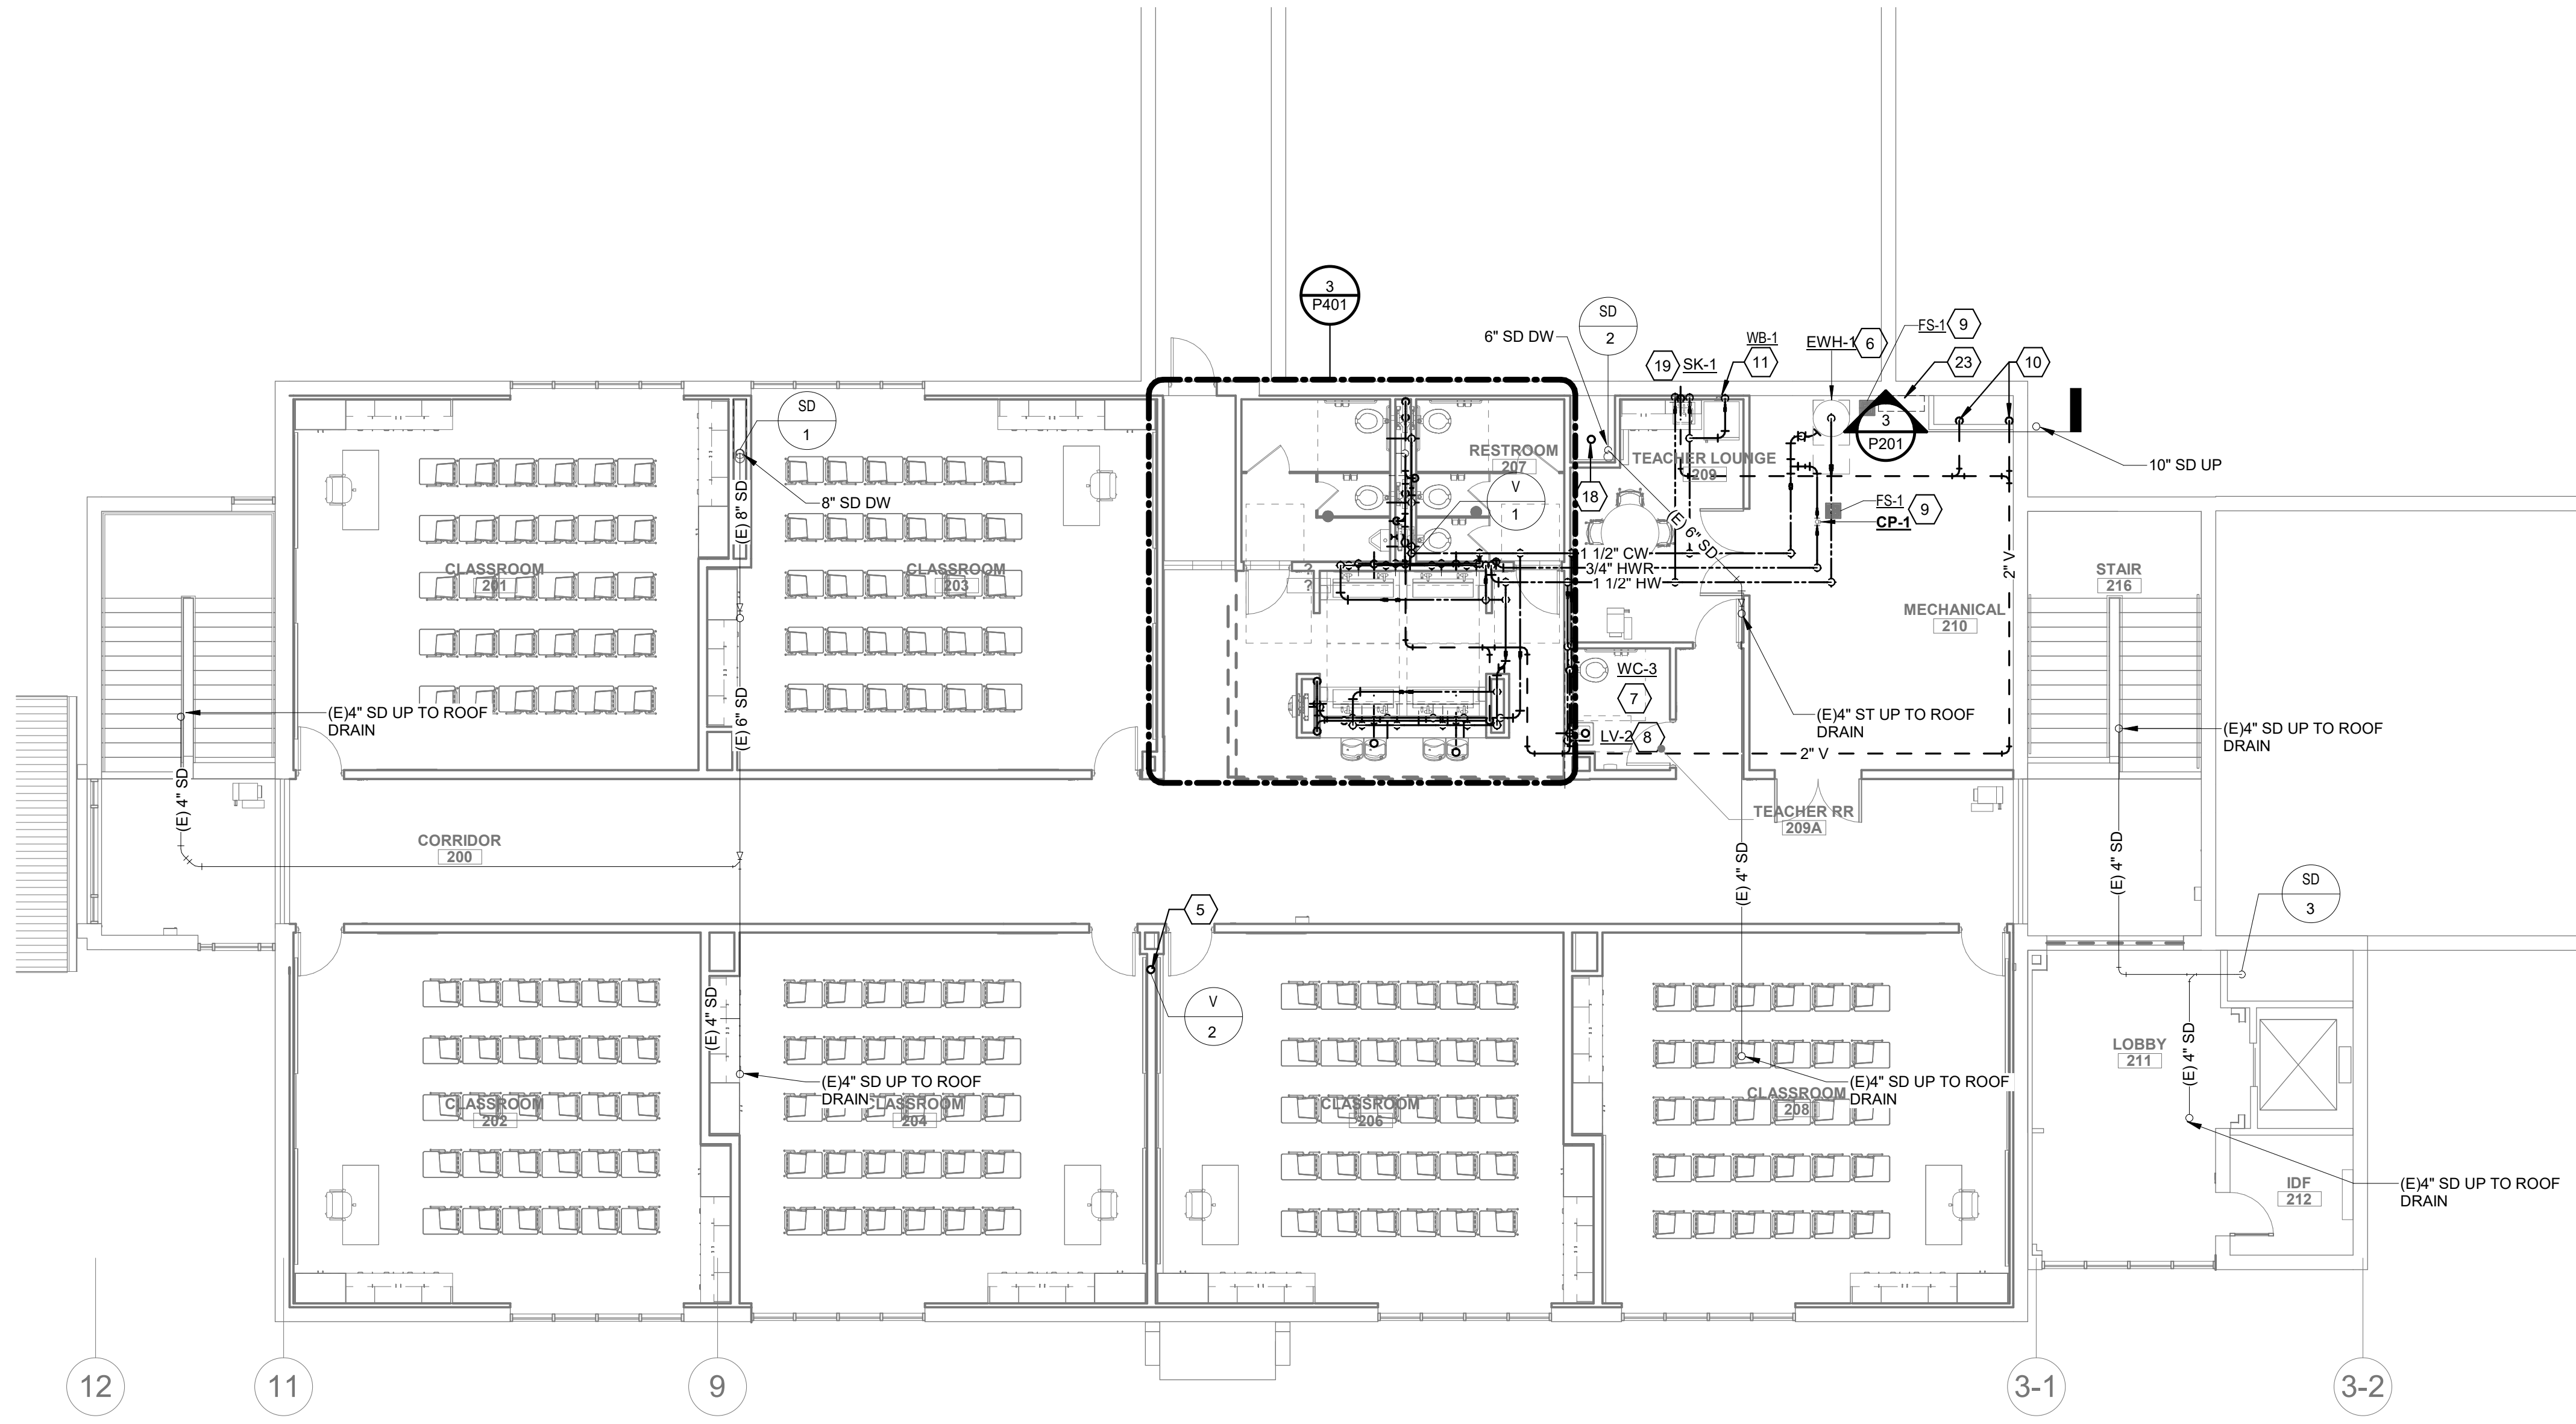 3
P401
SD
2
6" SD DW
19
SK-1
WB-1
11
EWH-1
6
FS-1
9
23
10
3
P201
10" SD UP
SD
1
8" SD DW
(E) 8" SD
RESTROOM
207
V
1
18
TEACHER LOUNGE
209
(E) 6" SD
FS-1
9
CP-1
1 1/2" CW
3/4" HWR
1 1/2" HW
2" V
CLASSROOM
201
CLASSROOM
203
?
?
STAIR
216
MECHANICAL
210
(E)4" SD UP TO ROOF
DRAIN
(E) 6" SD
WC-3
7
LV-2
8
(E)4" ST UP TO ROOF
DRAIN
2" V
(E)4" SD UP TO ROOF
DRAIN
(E) 4" SD
TEACHER RR
209A
CORRIDOR
200
(E) 4" SD
(E) 4" SD
SD
3
5
V
2
(E) 4" SD
(E)4" SD UP TO ROOF
DRAIN
(E)4" SD UP TO ROOF
DRAIN
CLASSROOM
202
CLASSROOM
204
CLASSROOM
206
CLASSROOM
208
LOBBY
211
(E) 4" SD
IDF
212
(E)4" SD UP TO ROOF
DRAIN
12
11
9
3-1
3-2